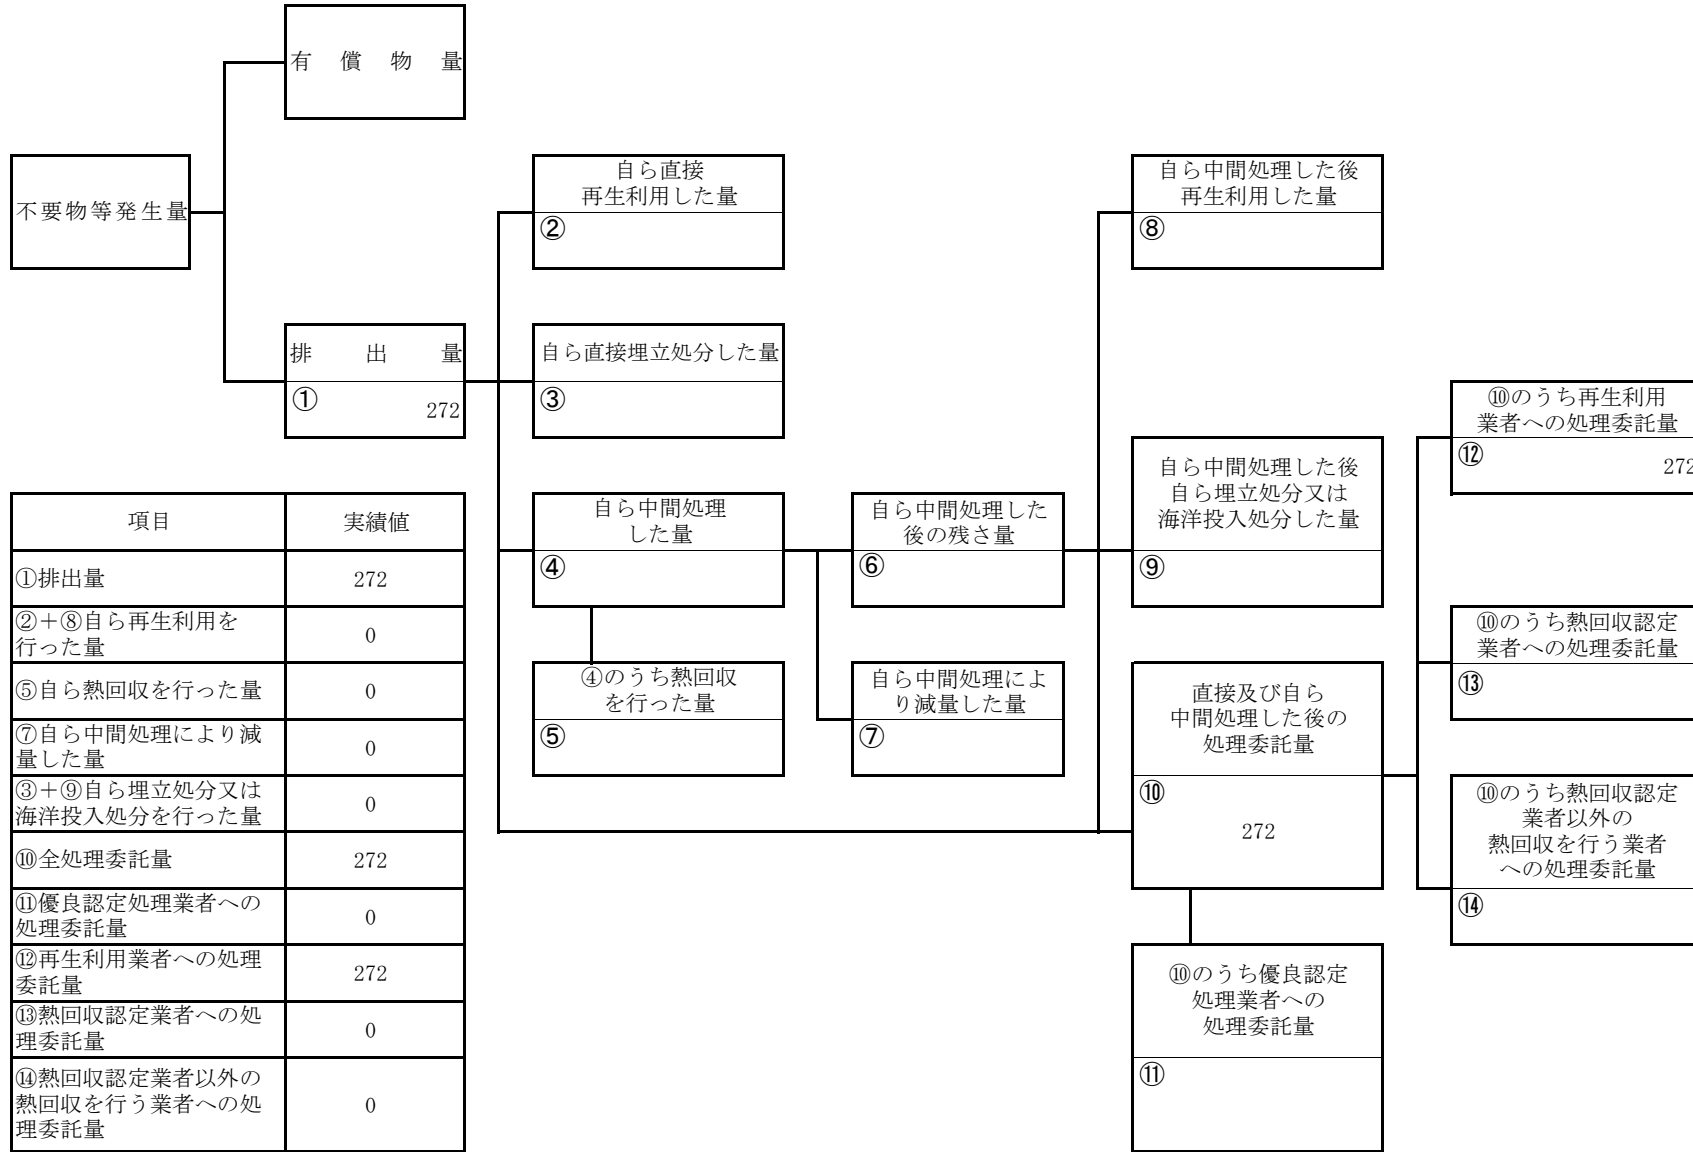 有償物量
不要物等発生量
排出量
①
272
自ら直接
再生利用した量
②
自ら直接埋立処分した量
③
自ら中間処理
した量
④
④のうち熱回収
を行った量
⑤
自ら中間処理した
後の残さ量
⑥
自ら中間処理によ
り減量した量
⑦
自ら中間処理した後
再生利用した量
⑧
自ら中間処理した後
自ら埋立処分又は
海洋投入処分した量
⑨
直接及び自ら
中間処理した後の
処理委託量
⑩
272
⑩のうち優良認定
処理業者への
処理委託量
⑪
⑩のうち再生利用
業者への処理委託量
⑫
272
⑩のうち熱回収認定
業者への処理委託量
⑬
⑩のうち熱回収認定
業者以外の
熱回収を行う業者
への処理委託量
⑭
項目 実績値
①排出量 272
②+⑧自ら再生利用を
行った量 0
⑤自ら熱回収を行った量 0
⑦自ら中間処理により減
量した量 0
③+⑨自ら埋立処分又は
海洋投入処分を行った量 0
⑩全処理委託量 272
⑪優良認定処理業者への
処理委託量 0
⑫再生利用業者への処理
委託量 272
⑬熱回収認定業者への処
理委託量 0
⑭熱回収認定業者以外の
熱回収を行う業者への処
理委託量 0